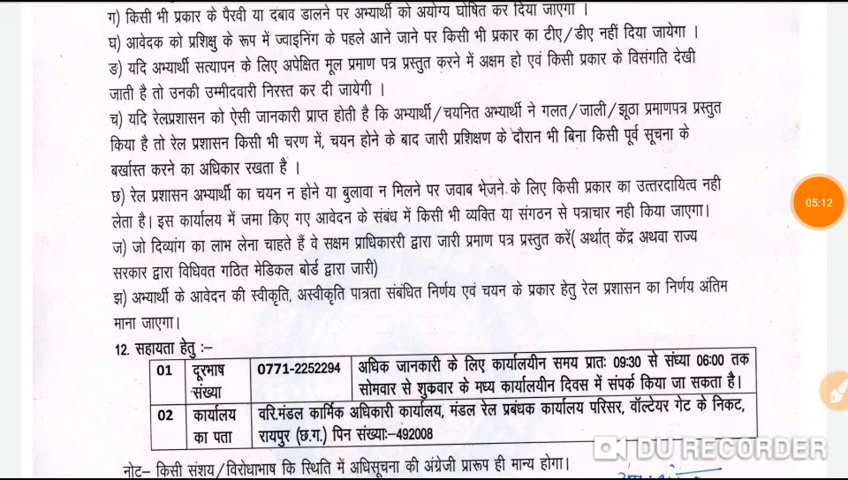 ग) किसी भी प्रकार के पैरवी या दबाव डालने पर अभ्यार्थी को अयोग्य घोषित कर दिया जाएगा ।
घ) आवेदक को प्रशिक्षु के रूप में ज्वाइनिंग के पहले आने जाने पर किसी भी प्रकार का टीए/डीए नहीं दिया जायेगा ।
ङ) यदि अभ्यार्थी सत्यापन के लिए अपेक्षित मूल प्रमाण पत्र प्रस्तुत करने में अक्षम हो एवं किसी प्रकार के विसंगति देखी
जाती है तो उनकी उम्मीदवारी निरस्त कर दी जायेगी ।
च) यदि रेलप्रशासन को ऐसी जानकारी प्राप्त होती है कि अभ्यार्थी/चयनित अभ्यार्थी ने गलत/जाली/झूठा प्रमाणपत्र प्रस्तुत
किया है तो रेल प्रशासन किसी भी चरण में, चयन होने के बाद जारी प्रशिक्षण के दौरान भी बिना किसी पूर्व सूचना के
बर्खास्त करने का अधिकार रखता है ।
छ) रेल प्रशासन अभ्यार्थी का चयन न होने या बुलावा न मिलने पर जवाब भेजने के लिए किसी प्रकार का उत्तरदायित्व नही
लेता है। इस कार्यालय में जमा किए गए आवेदन के संबंध में किसी भी व्यक्ति या संगठन से पत्राचार नही किया जाएगा।
05:12
ज) जो दिव्यांग का लाभ लेना चाहते हैं वे सक्षम प्राधिकाररी द्वारा जारी प्रमाण पत्र प्रस्तुत करें( अर्थात् केंद्र अथवा राज्य
सरकार द्वारा विधिवत गठित मेडिकल बोर्ड द्वारा जारी)
झ) अभ्यार्थी के आवेदन की स्वीकृति, अस्वीकृति पात्रता संबंधित निर्णय एवं चयन के प्रकार हेतु रेल प्रशासन का निर्णय अंतिम
माना जाएगा।
12. सहायता हेतु :–
01 दूरभाष संख्या 0771-2252294 अधिक जानकारी के लिए कार्यालयीन समय प्रातः 09:30 से संध्या 06:00 तक
सोमवार से शुक्रवार के मध्य कार्यालयीन दिवस में संपर्क किया जा सकता है।
02 कार्यालय का पता वरि.मंडल कार्मिक अधिकारी कार्यालय, मंडल रेल प्रबंधक कार्यालय परिसर, वॉल्टेयर गेट के निकट,
रायपुर (छ.ग.) पिन संख्याः-492008
DU RECORDER
नोट– किसी संशय/विरोधाभाष कि स्थिति में अधिसूचना की अंग्रेजी प्रारूप ही मान्य होगा।